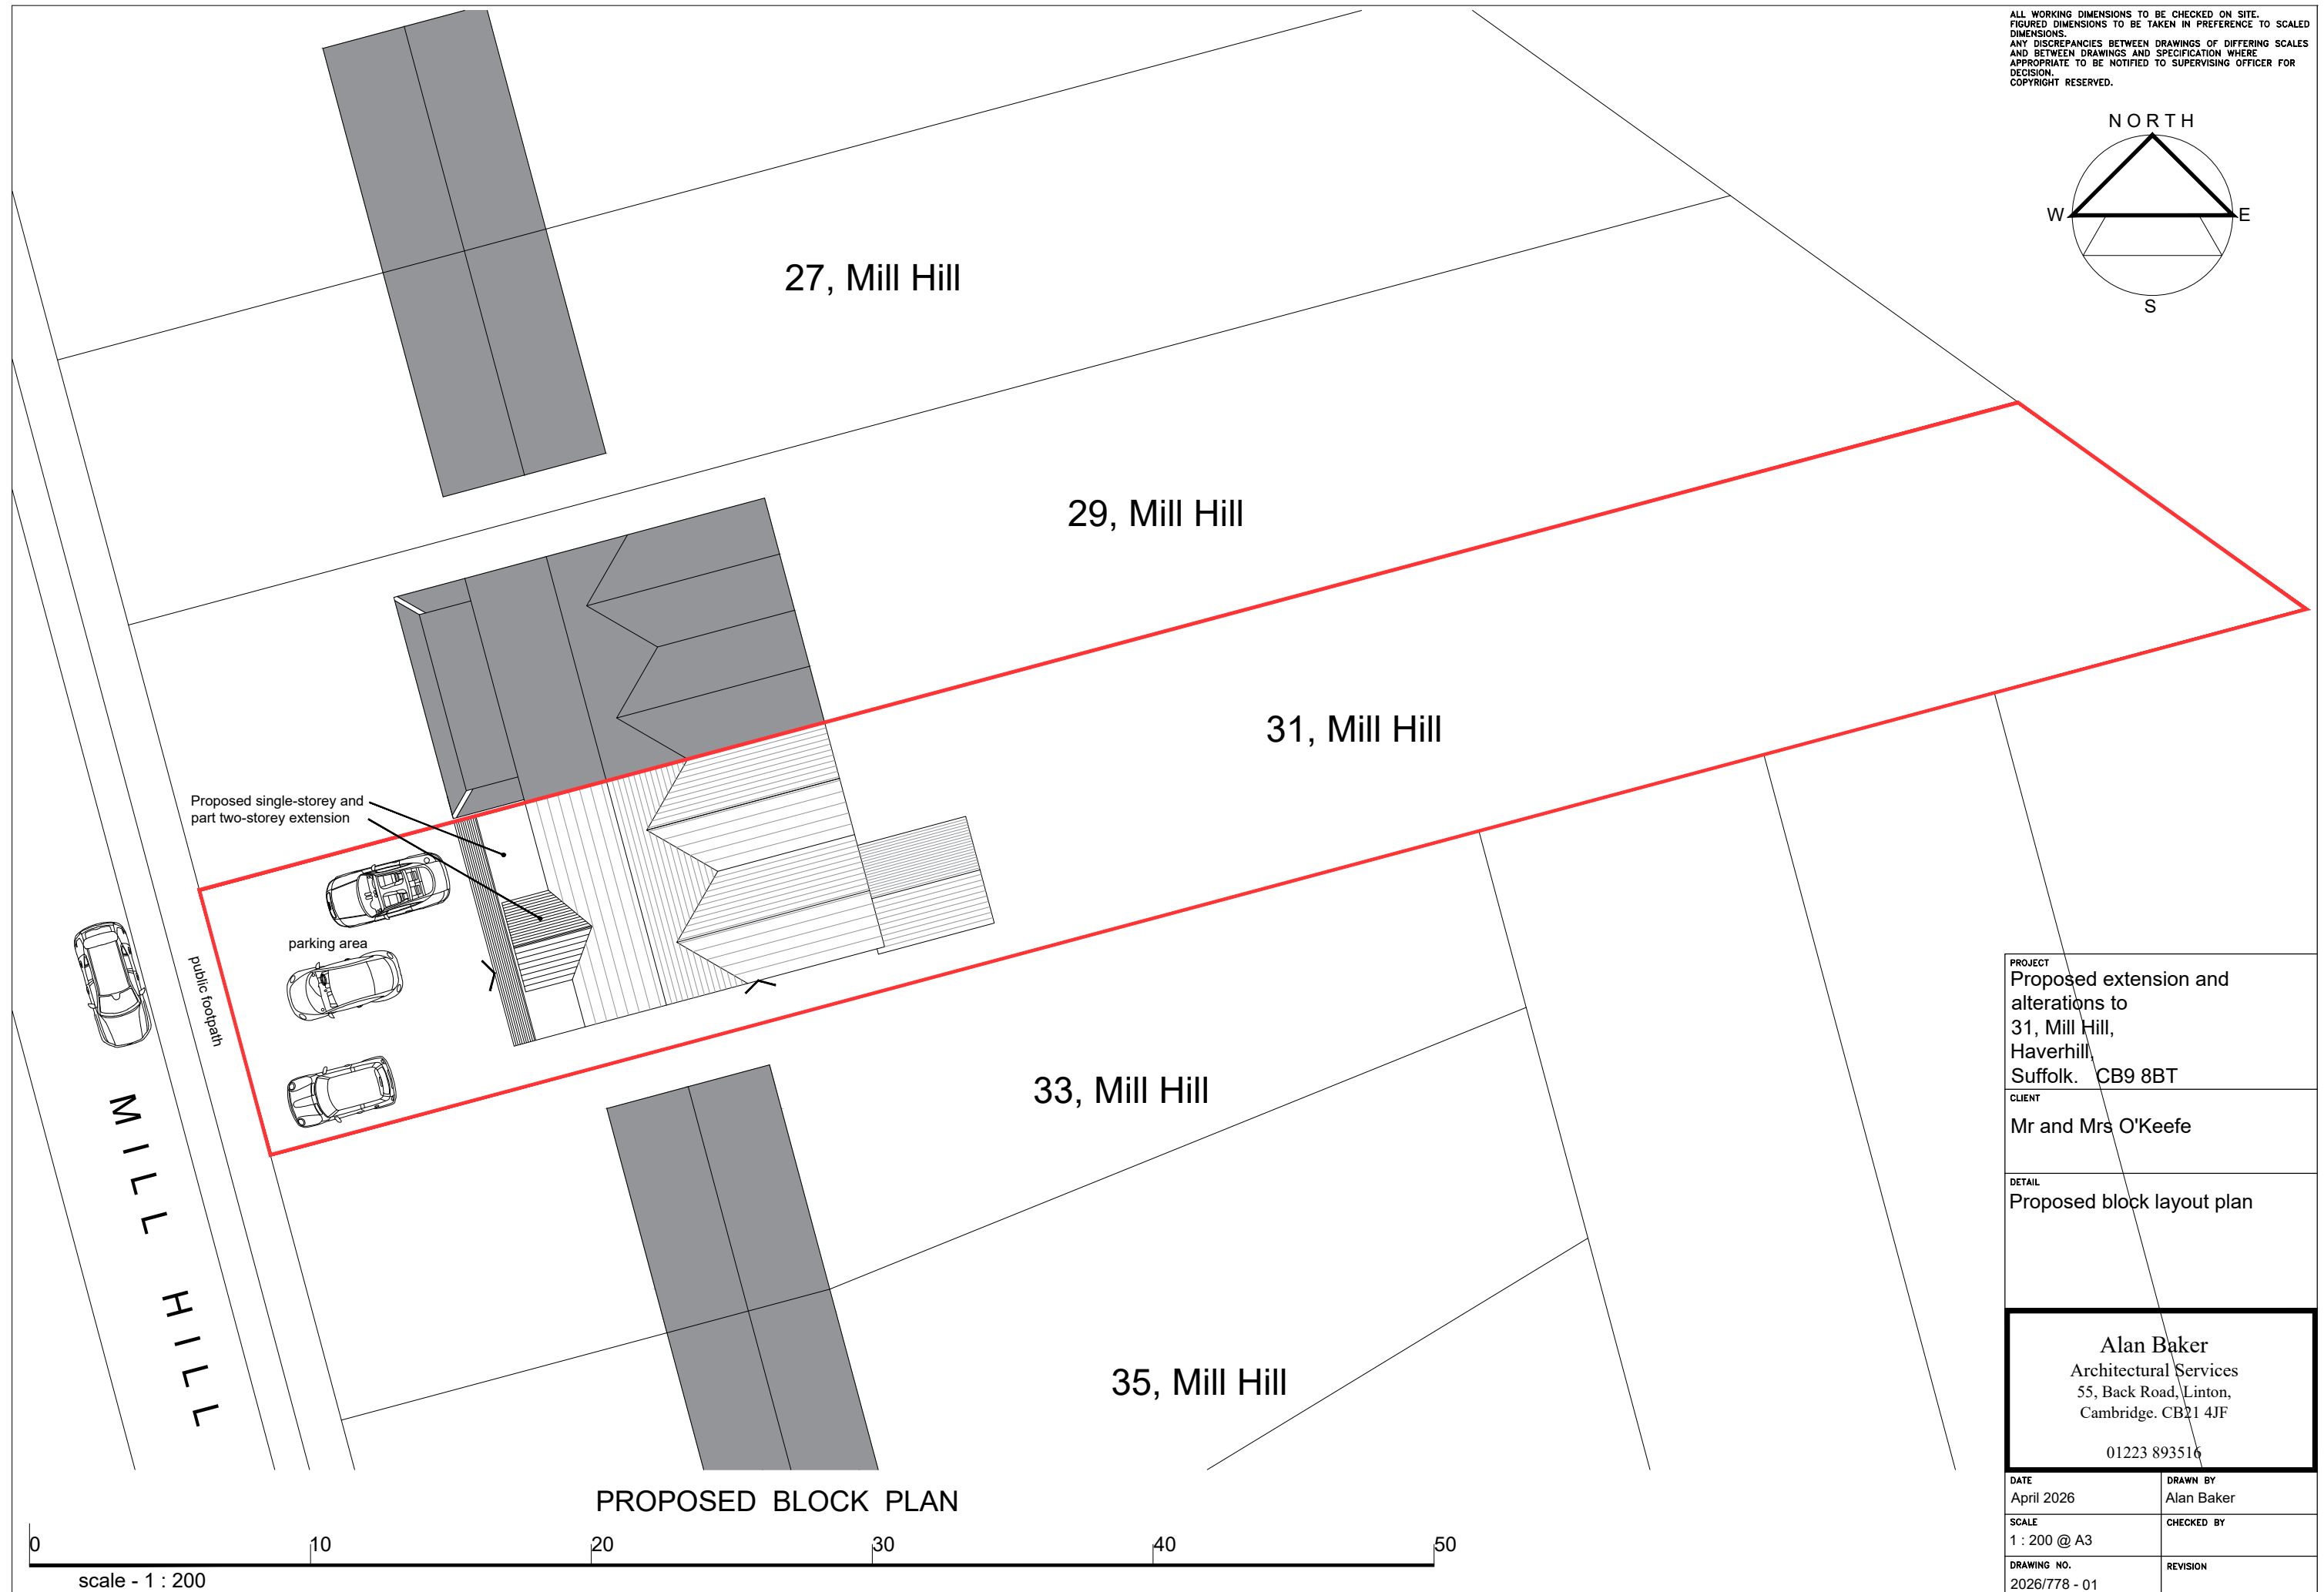 ALL WORKING DIMENSIONS TO BE CHECKED ON SITE.
FIGURED DIMENSIONS TO BE TAKEN IN PREFERENCE TO SCALED
DIMENSIONS.
ANY DISCREPANCIES BETWEEN DRAWINGS OF DIFFERING SCALES
AND BETWEEN DRAWINGS AND SPECIFICATION WHERE
APPROPRIATE TO BE NOTIFIED TO SUPERVISING OFFICER FOR
DECISION.
COPYRIGHT RESERVED.
NORTH
W
E
S
27, Mill Hill
29, Mill Hill
31, Mill Hill
Proposed single-storey and
part two-storey extension
parking area
public footpath
MILL HILL
33, Mill Hill
35, Mill Hill
PROJECT
Proposed extension and
alterations to
31, Mill Hill,
Haverhill,
Suffolk. CB9 8BT
CLIENT
Mr and Mrs O'Keefe
DETAIL
Proposed block layout plan
Alan Baker
Architectural Services
55, Back Road, Linton,
Cambridge. CB21 4JF
01223 893516
DATE
April 2026
DRAWN BY
Alan Baker
SCALE
1 : 200 @ A3
CHECKED BY
DRAWING NO.
2026/778 - 01
REVISION
PROPOSED BLOCK PLAN
0 10 20 30 40 50
scale - 1 : 200